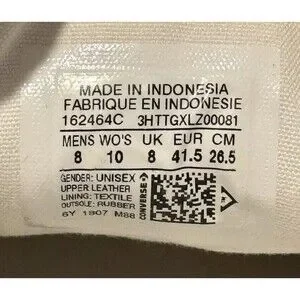 MADE IN INDONESIA
FABRIQUE EN INDONESIE
162464C 3HTTGXLZ00081
MENS WO'S UK EUR CM
8 10 8 41.5 26.5
GENDER: UNISEX
UPPER: LEATHER
LINING: TEXTILE
OUTSOLE: RUBBER
6Y 1807 M88
CONVERSE